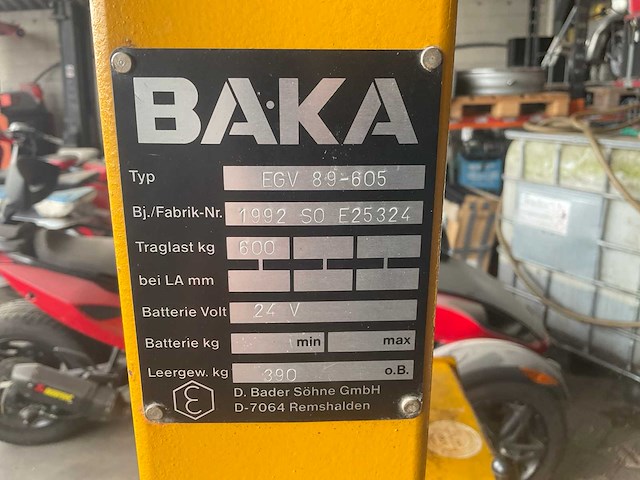 BAKA
Typ EGV 89-605
Bj./Fabrik-Nr. 1992 SO E25324
Traglast kg 600
bei LA mm
Batterie Volt 24 V
Batterie kg min max
Leergew. kg 390 o.B.
D. Bader Söhne GmbH
D-7064 Remshalden